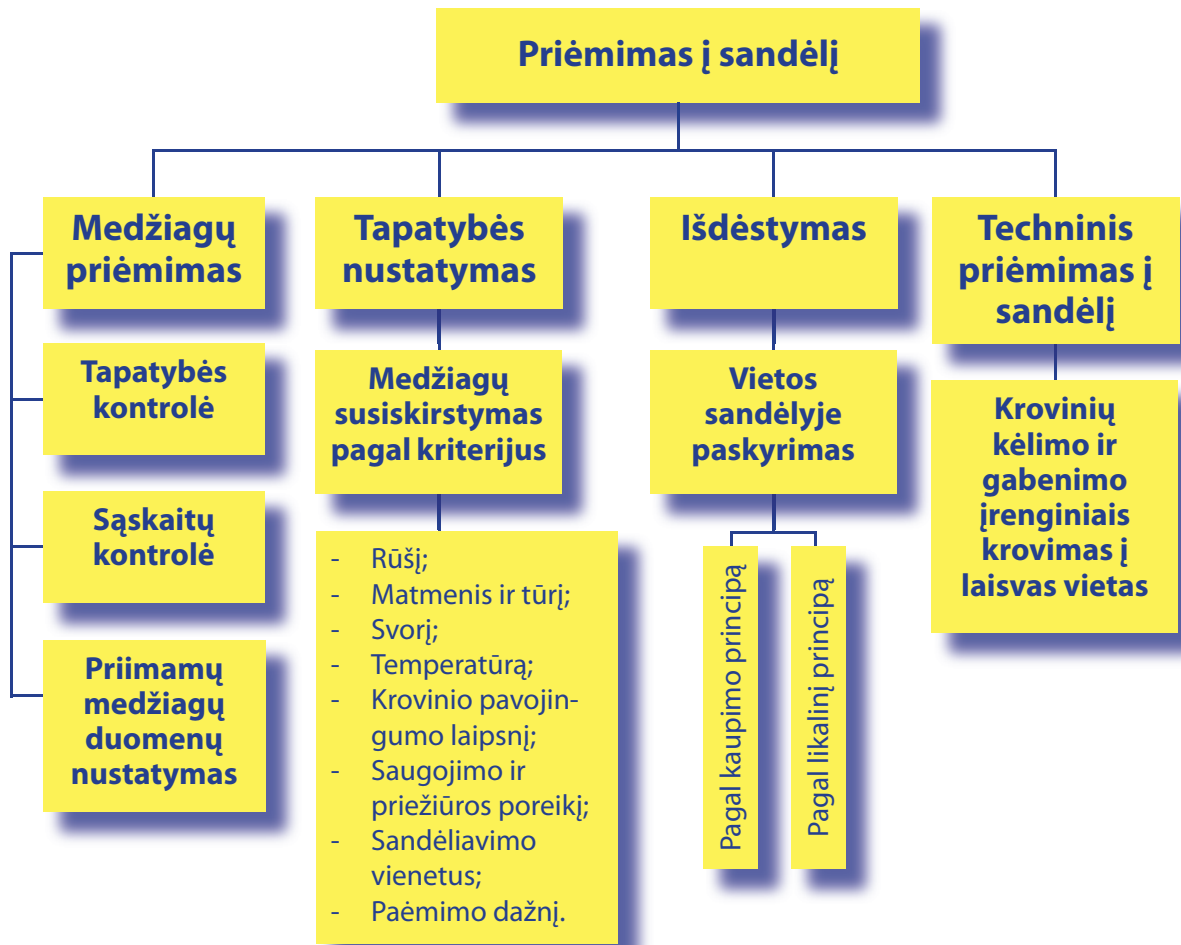 Priėmimas į sandėlį
Medžiagų
priėmimas
Tapatybės
kontrolė
Sąskaitų
kontrolė
Priimamų
medžiagų
duomenų
nustatymas
Tapatybės
nustatymas
Medžiagų
susiskirstymas
pagal kriterijus
- Rūšį;
- Matmenis ir tūrį;
- Svorį;
- Temperatūrą;
- Krovinio pavojin-
gumo laipsnį;
- Saugojimo ir
priežiūros poreikį;
- Sandėliavimo
vienetus;
- Paėmimo dažnį.
Išdėstymas
Vietos
sandėlyje
paskyrimas
Pagal kaupimo principą
Pagal likalinį principą
Techninis
priėmimas į
sandėlį
Krovinių
kėlimo ir
gabenimo
įrenginiais
krovimas į
laisvas vietas